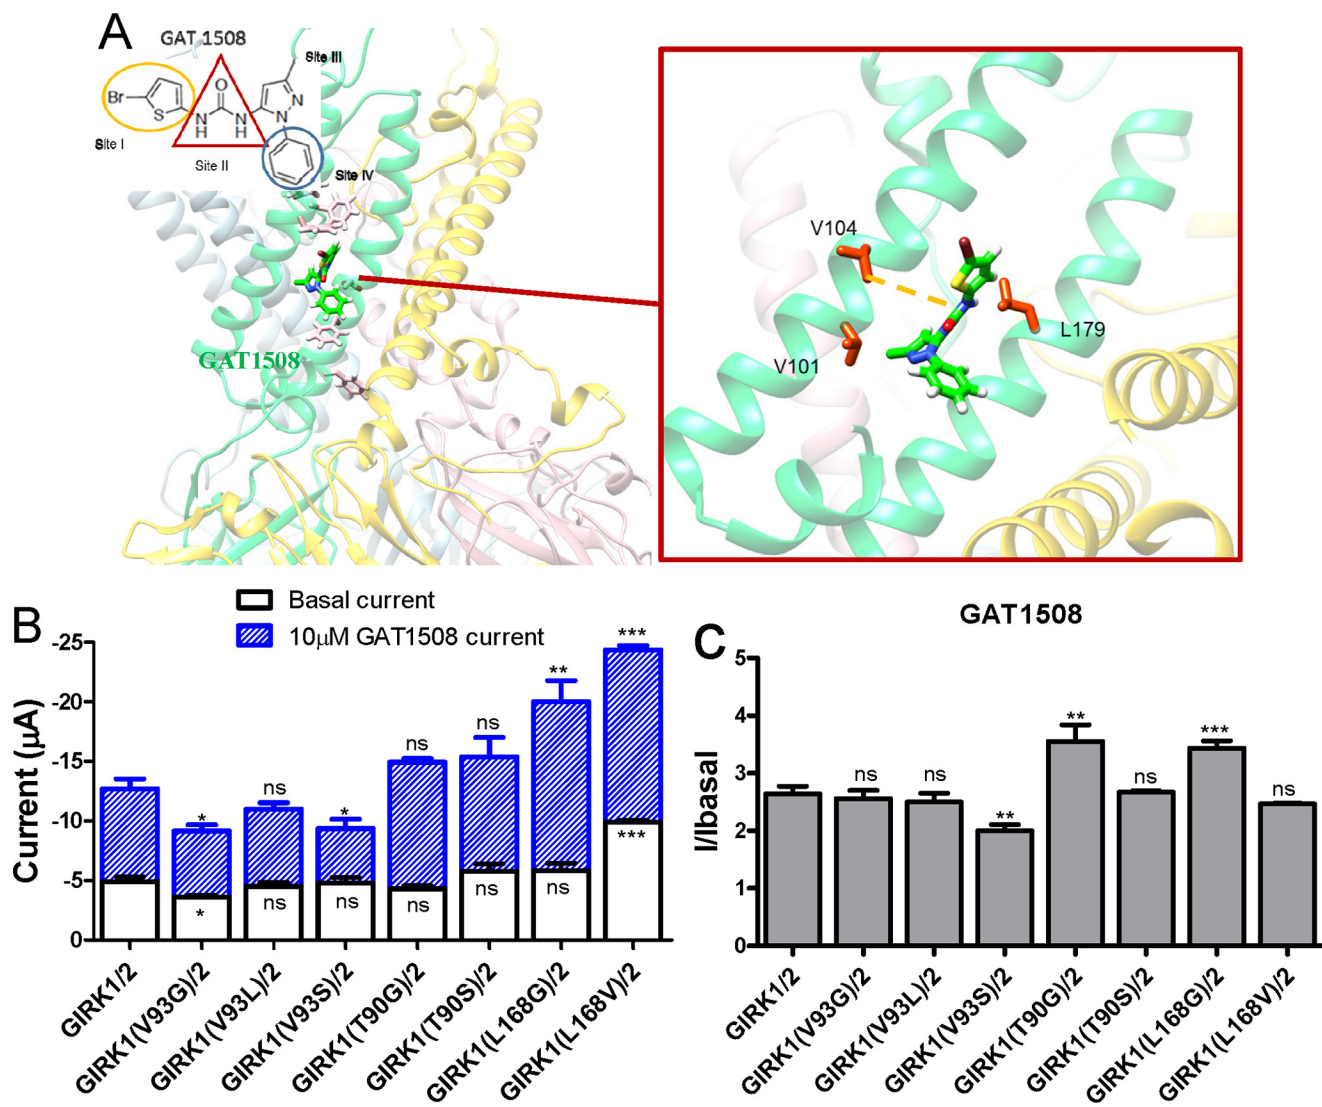 A
GAT 1508
Site III
Br
S
O
N
H
N
H
N
N
Site I
Site II
Site IV
GAT1508
V104
V101
L179
B
Basal current
10μM GAT1508 current
Current (μA)
-25
-20
-15
-10
-5
0
*
*
ns
ns
*
ns
ns
ns
ns
ns
**
ns
***
***
GIRK1/2
GIRK1(V93G)/2
GIRK1(V93L)/2
GIRK1(V93S)/2
GIRK1(T90G)/2
GIRK1(T90S)/2
GIRK1(L168G)/2
GIRK1(L168V)/2
C
GAT1508
I/Ibasal
5
4
3
2
1
0
ns
ns
**
**
ns
***
ns
GIRK1/2
GIRK1(V93G)/2
GIRK1(V93L)/2
GIRK1(V93S)/2
GIRK1(T90G)/2
GIRK1(T90S)/2
GIRK1(L168G)/2
GIRK1(L168V)/2